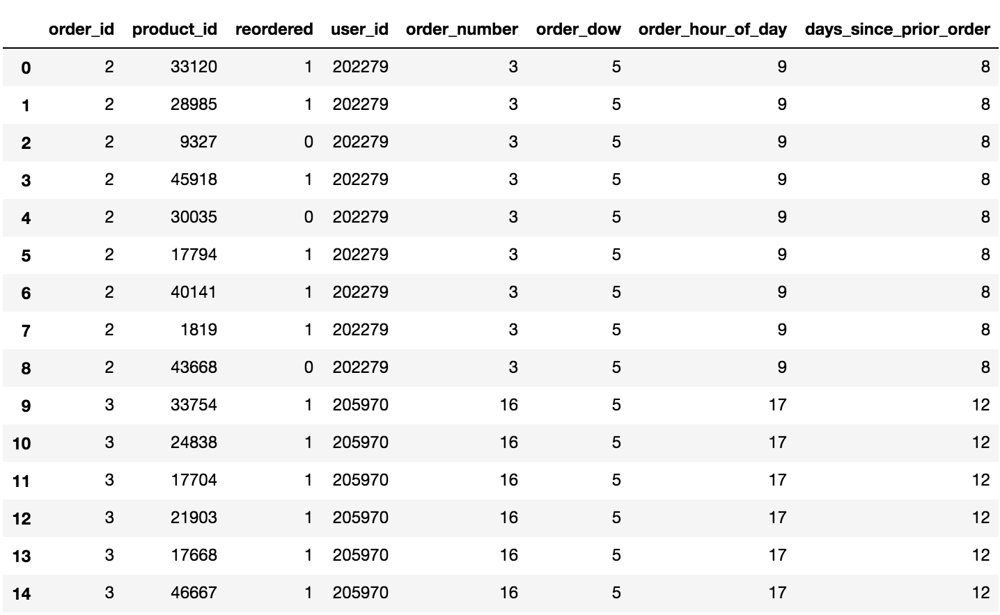 order_id product_id reordered user_id order_number order_dow order_hour_of_day days_since_prior_order
0 2 33120 1 202279 3 5 9 8
1 2 28985 1 202279 3 5 9 8
2 2 9327 0 202279 3 5 9 8
3 2 45918 1 202279 3 5 9 8
4 2 30035 0 202279 3 5 9 8
5 2 17794 1 202279 3 5 9 8
6 2 40141 1 202279 3 5 9 8
7 2 1819 1 202279 3 5 9 8
8 2 43668 0 202279 3 5 9 8
9 3 33754 1 205970 16 5 17 12
10 3 24838 1 205970 16 5 17 12
11 3 17704 1 205970 16 5 17 12
12 3 21903 1 205970 16 5 17 12
13 3 17668 1 205970 16 5 17 12
14 3 46667 1 205970 16 5 17 12